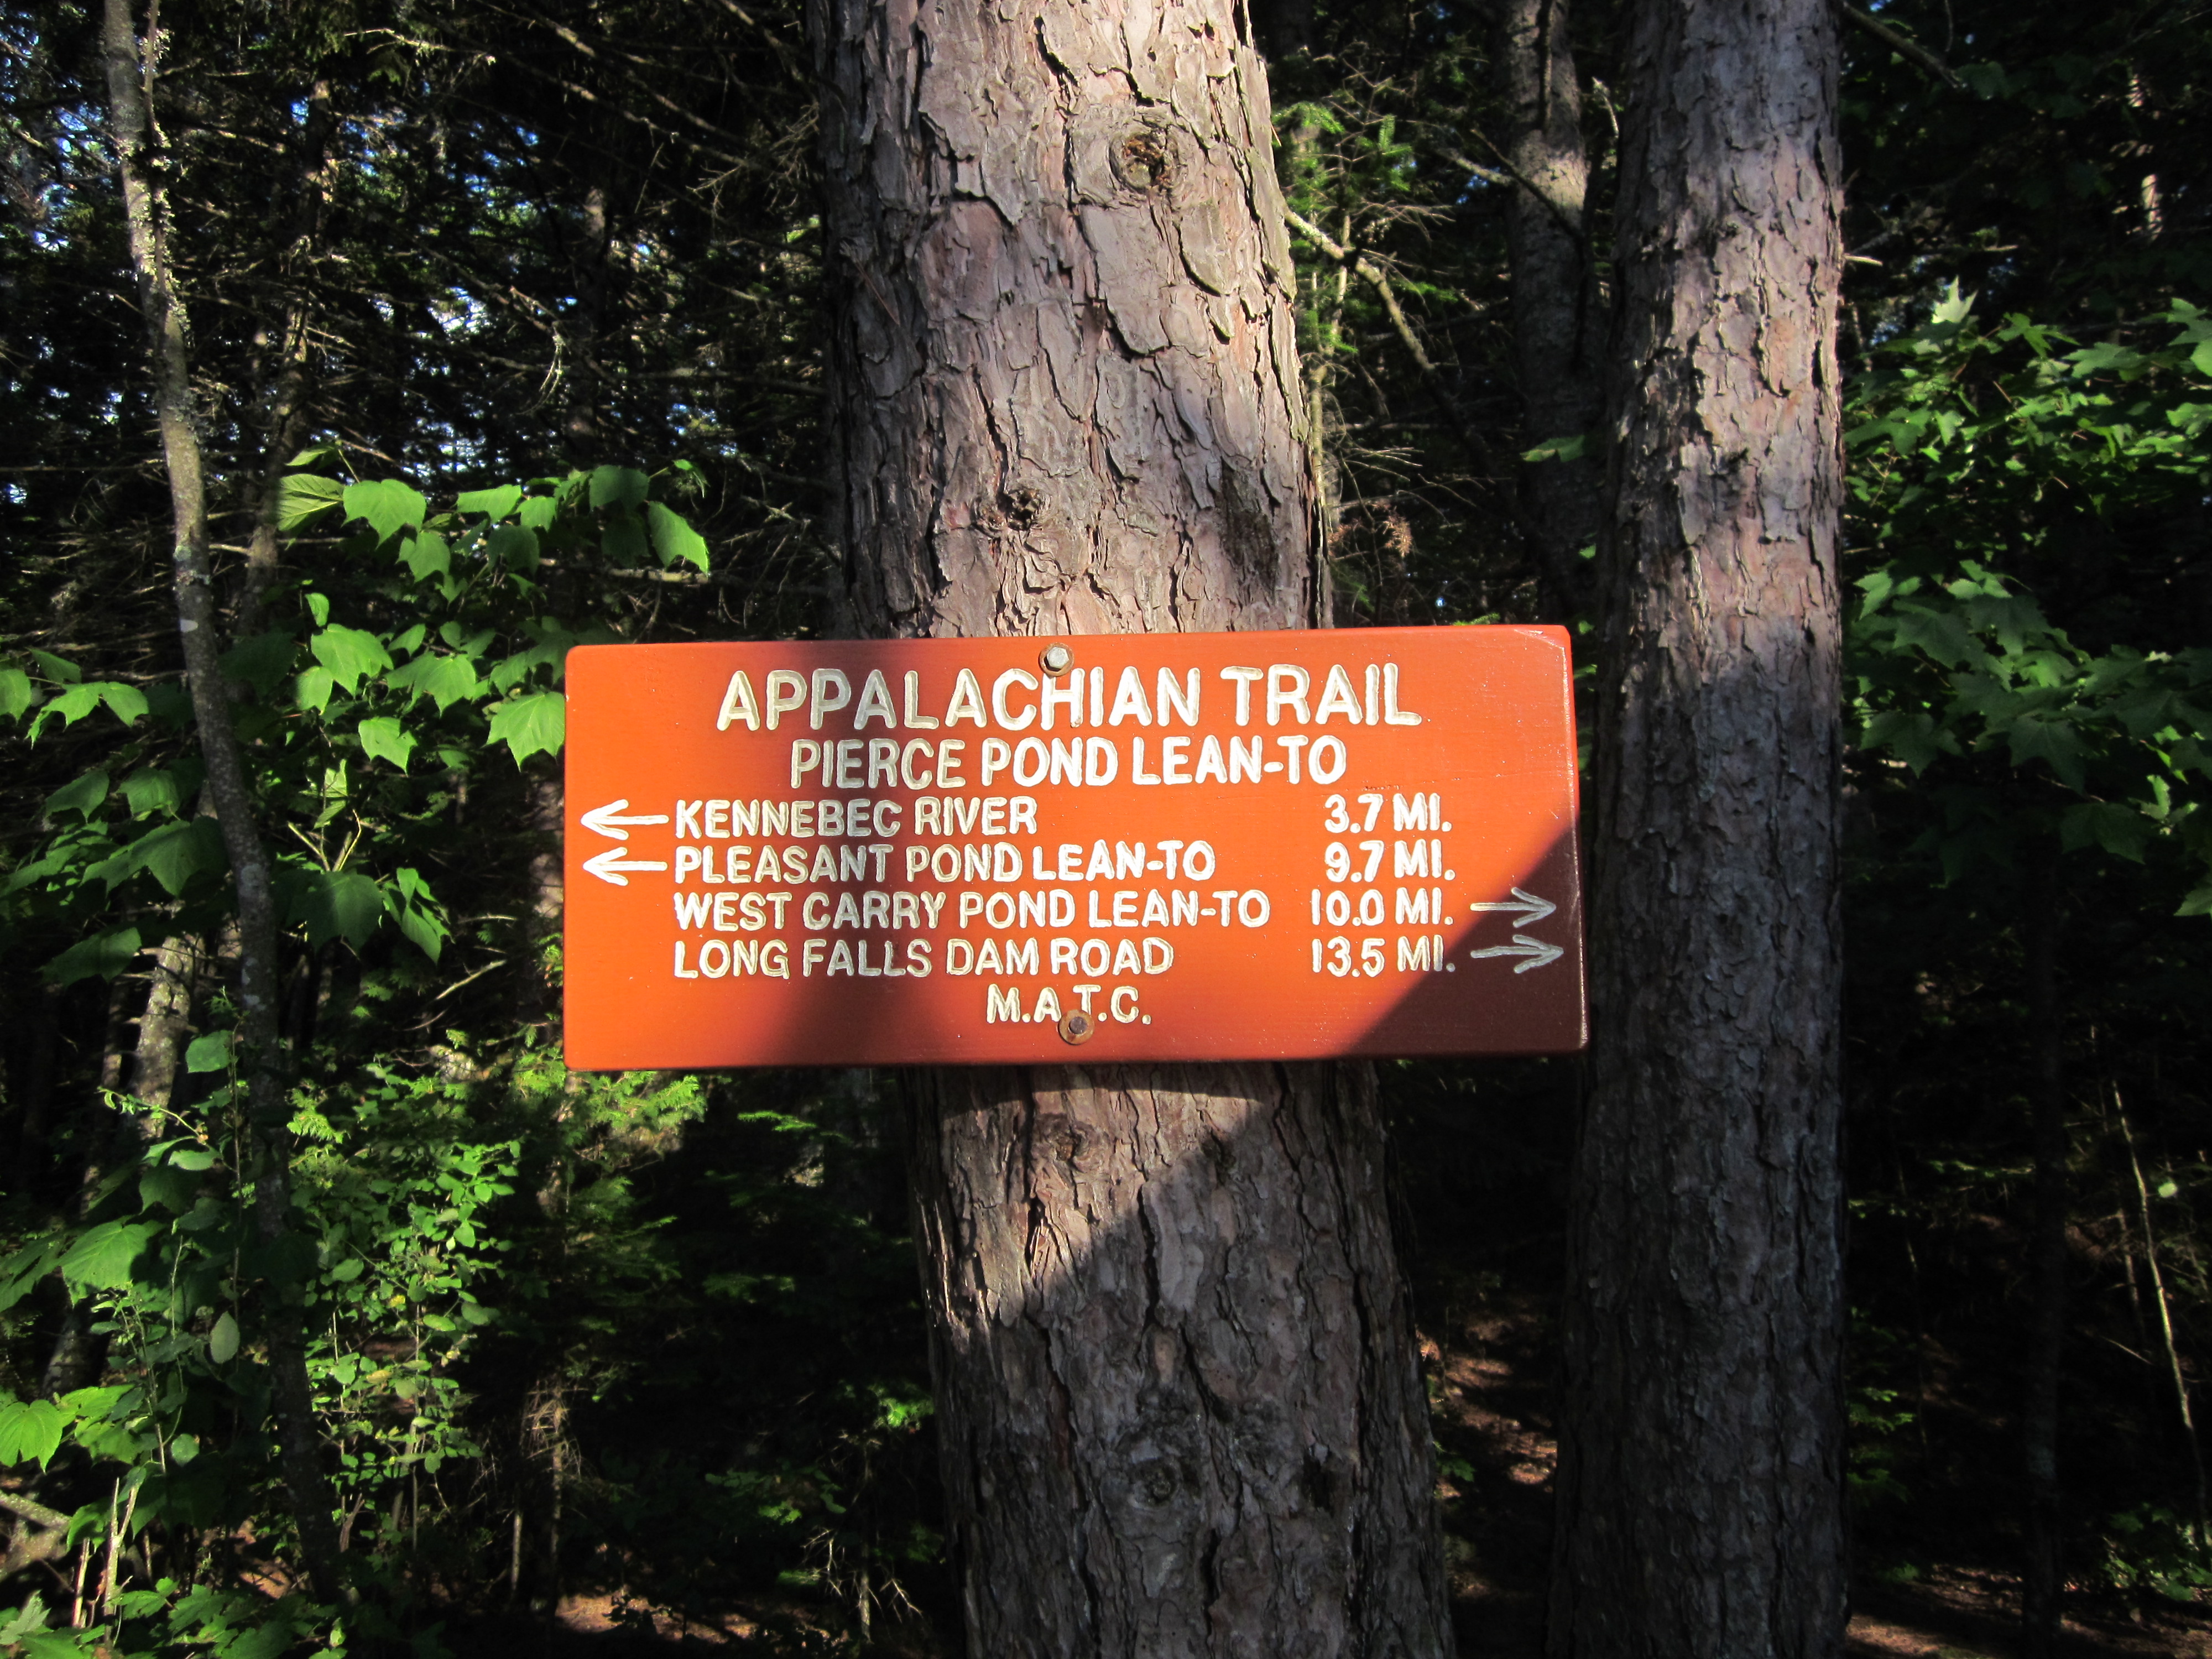 APPALACHIAN TRAIL
PIERCE POND LEAN-TO
← KENNEBEC RIVER 3.7 MI.
← PLEASANT POND LEAN-TO 9.7 MI.
WEST CARRY POND LEAN-TO 10.0 MI. →
LONG FALLS DAM ROAD 13.5 MI. →
M.A.T.C.